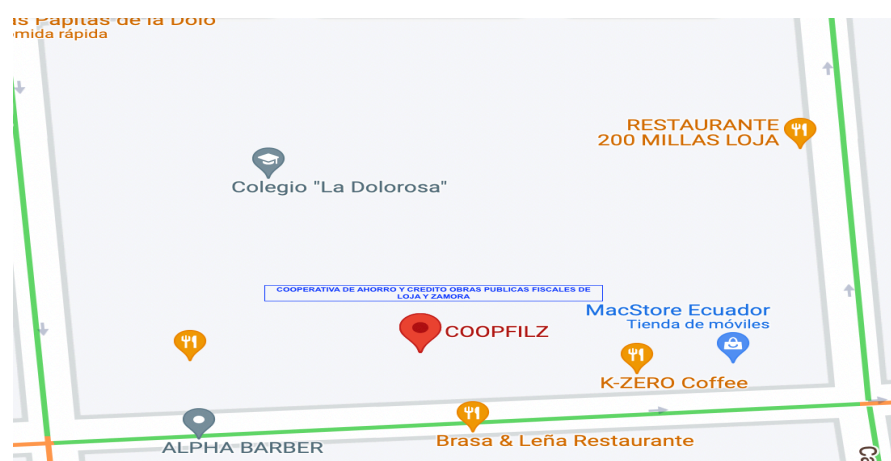 s Papitas de la Dolo
mida rápida
RESTAURANTE
200 MILLAS LOJA
Colegio "La Dolorosa"
COOPERATIVA DE AHORRO Y CREDITO OBRAS PUBLICAS FISCALES DE
LOJA Y ZAMORA
MacStore Ecuador
Tienda de móviles
COOPFILZ
K-ZERO Coffee
ALPHA BARBER
Brasa & Leña Restaurante
Ca